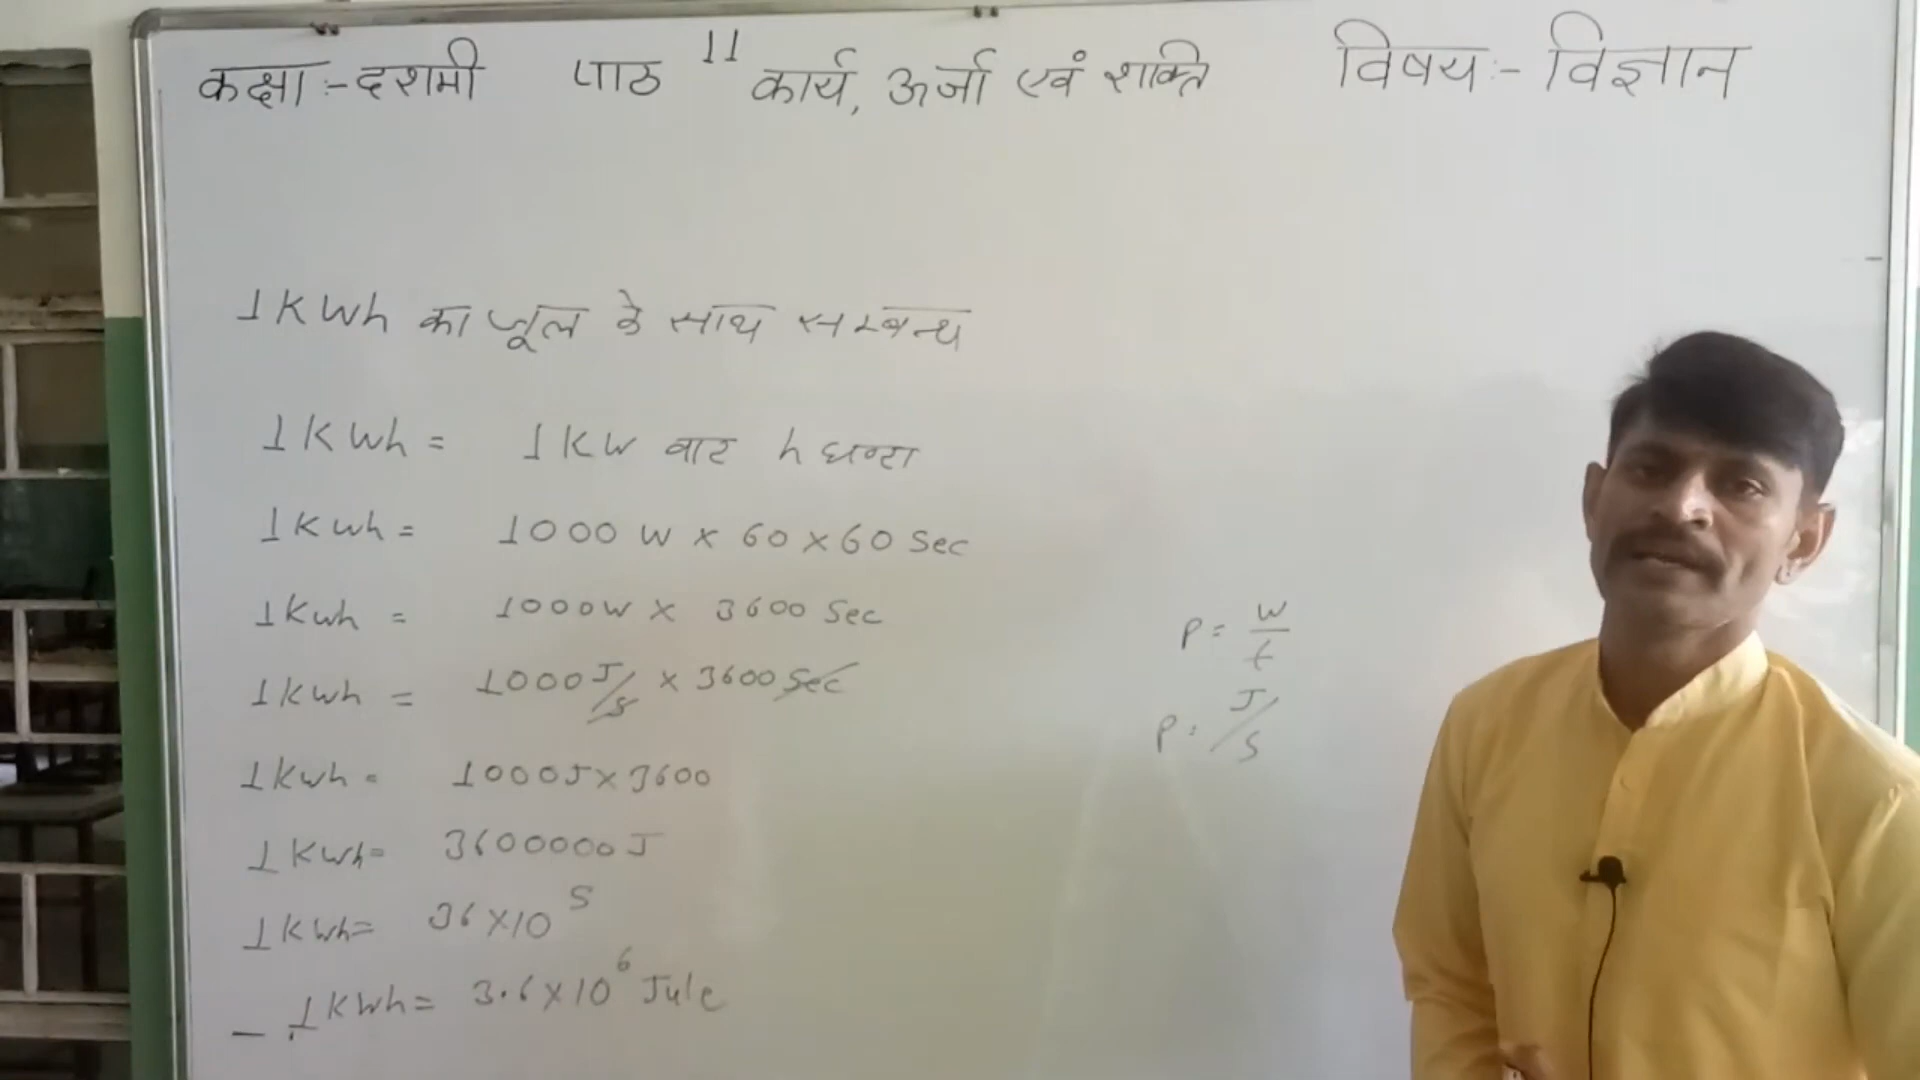 कक्षा :- दशमी पाठ 11 कार्य, ऊर्जा एवं शक्ति विषय :- विज्ञान
1KWh का जूल के साथ सम्बन्ध
1KWh = 1KW वाट h घण्टा
1Kwh = 1000 W × 60 × 60 Sec
1Kwh = 1000W × 3600 Sec
1Kwh = 1000 J/s × 3600 Sec
1Kwh = 1000J × 3600
1Kwh = 3600000 J
1Kwh = 36 × 10^5
1KWh = 3.6 × 10^6 Jule
P = W/t
P = J/s